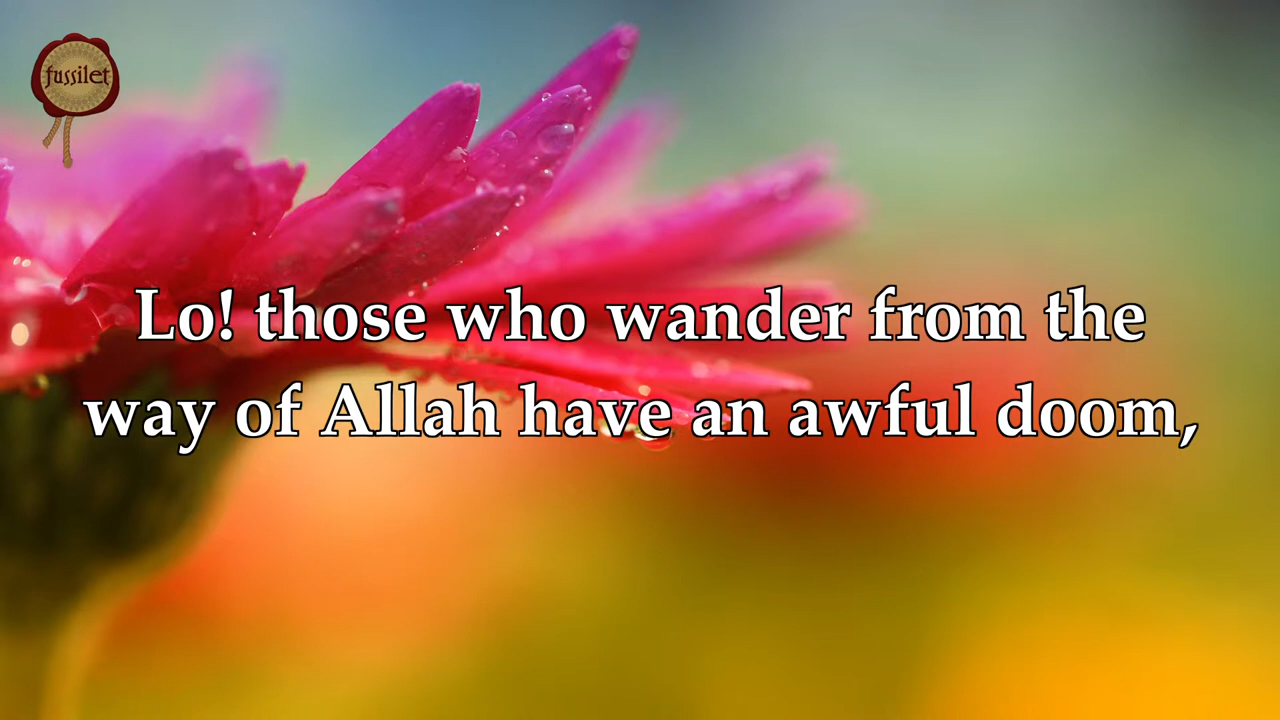 fussilet
Lo! those who wander from the
way of Allah have an awful doom,